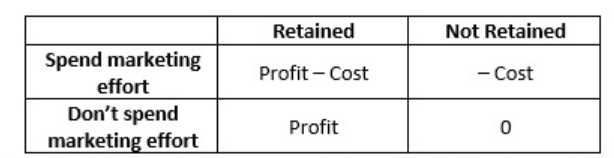 Retained Not Retained
Spend marketing
effort
Profit – Cost – Cost
Don't spend
marketing effort
Profit 0